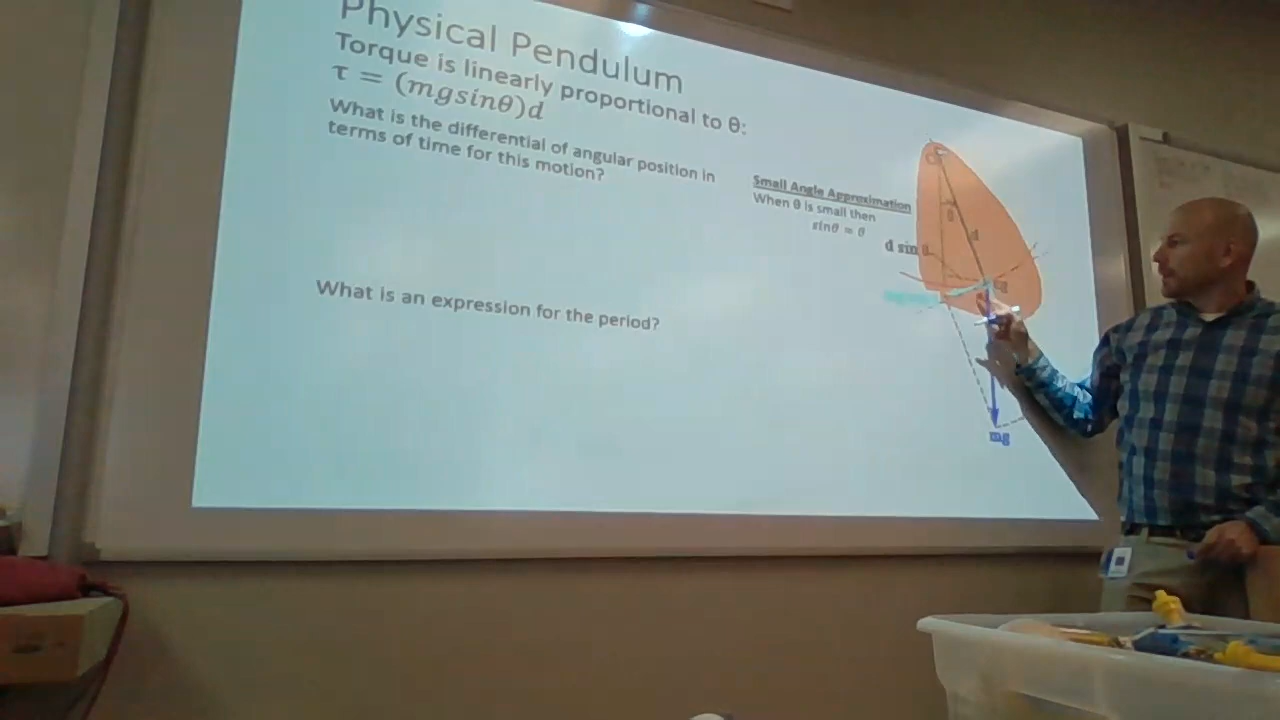 Physical Pendulum
Torque is linearly proportional to θ:
τ = (mgsinθ)d
What is the differential of angular position in
terms of time for this motion?
Small Angle Approximation
When θ is small then
sinθ ≈ θ
θ
d
d sin θ
cg
mg
What is an expression for the period?